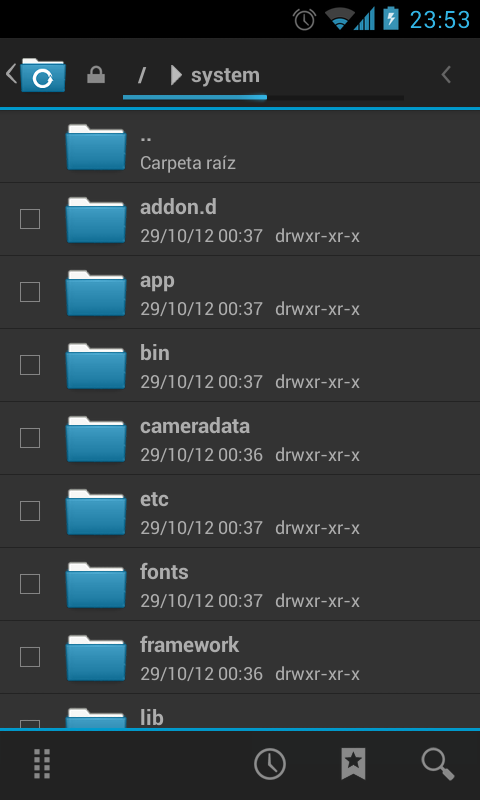 23:53
/ system
..
Carpeta raíz
addon.d
29/10/12 00:37 drwxr-xr-x
app
29/10/12 00:37 drwxr-xr-x
bin
29/10/12 00:37 drwxr-xr-x
cameradata
29/10/12 00:36 drwxr-xr-x
etc
29/10/12 00:37 drwxr-xr-x
fonts
29/10/12 00:37 drwxr-xr-x
framework
29/10/12 00:36 drwxr-xr-x
lib